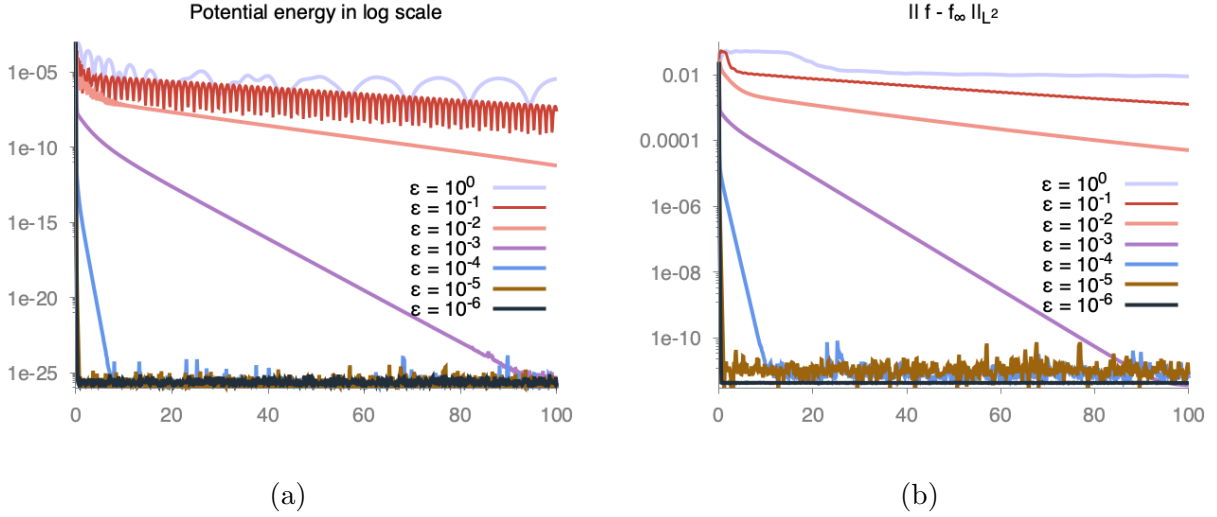 Potential energy in log scale
1e-05
1e-10
1e-15
1e-20
1e-25
0 20 40 60 80 100
ε = 10^0
ε = 10^-1
ε = 10^-2
ε = 10^-3
ε = 10^-4
ε = 10^-5
ε = 10^-6
(a)
|| f - f∞ ||L²
0.01
0.0001
1e-06
1e-08
1e-10
0 20 40 60 80 100
ε = 10^0
ε = 10^-1
ε = 10^-2
ε = 10^-3
ε = 10^-4
ε = 10^-5
ε = 10^-6
(b)